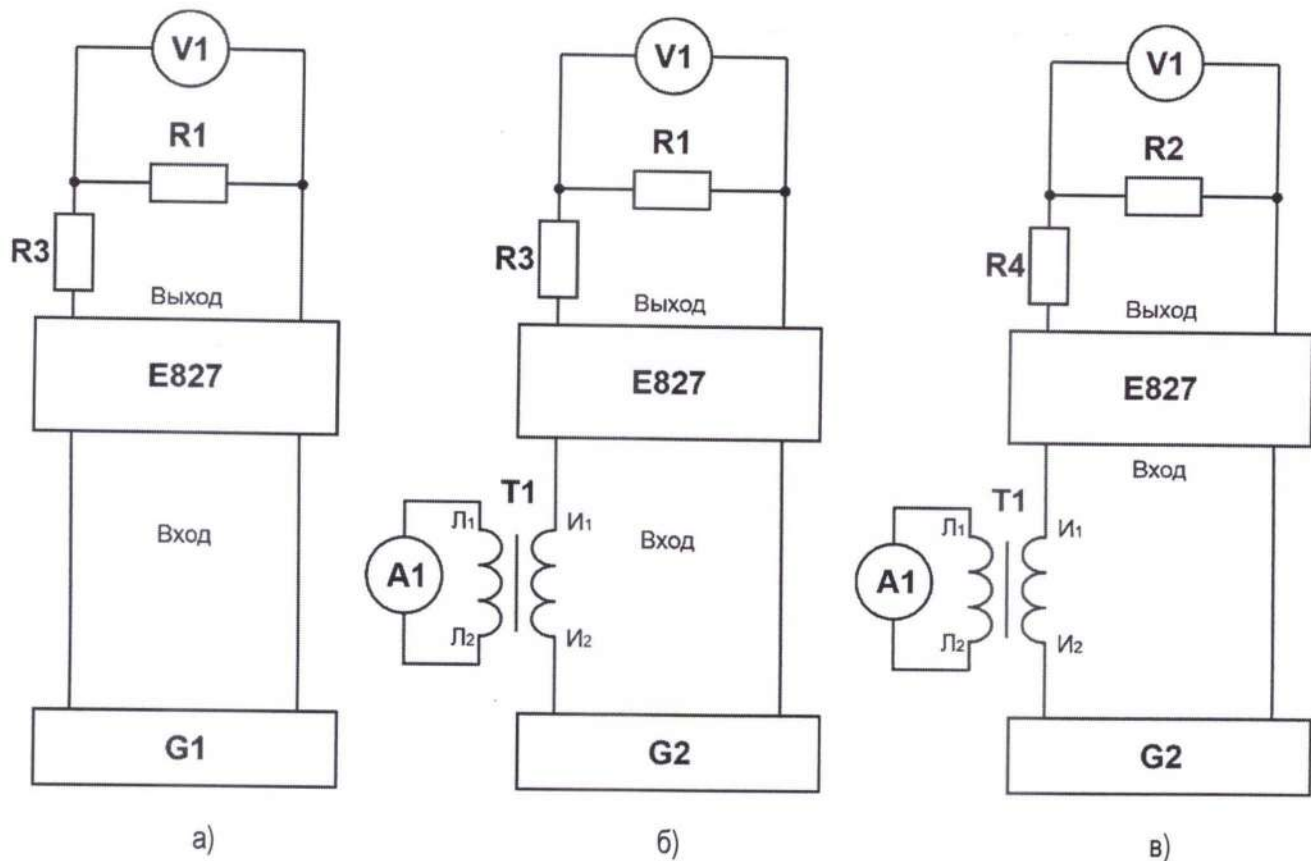 V1
R1
R3
Выход
E827
Вход
G1
а)
V1
R1
R3
Выход
E827
T1
A1
Л1
Л2
И1
И2
Вход
G2
б)
V1
R2
R4
Выход
E827
Вход
T1
A1
Л1
Л2
И1
И2
G2
в)